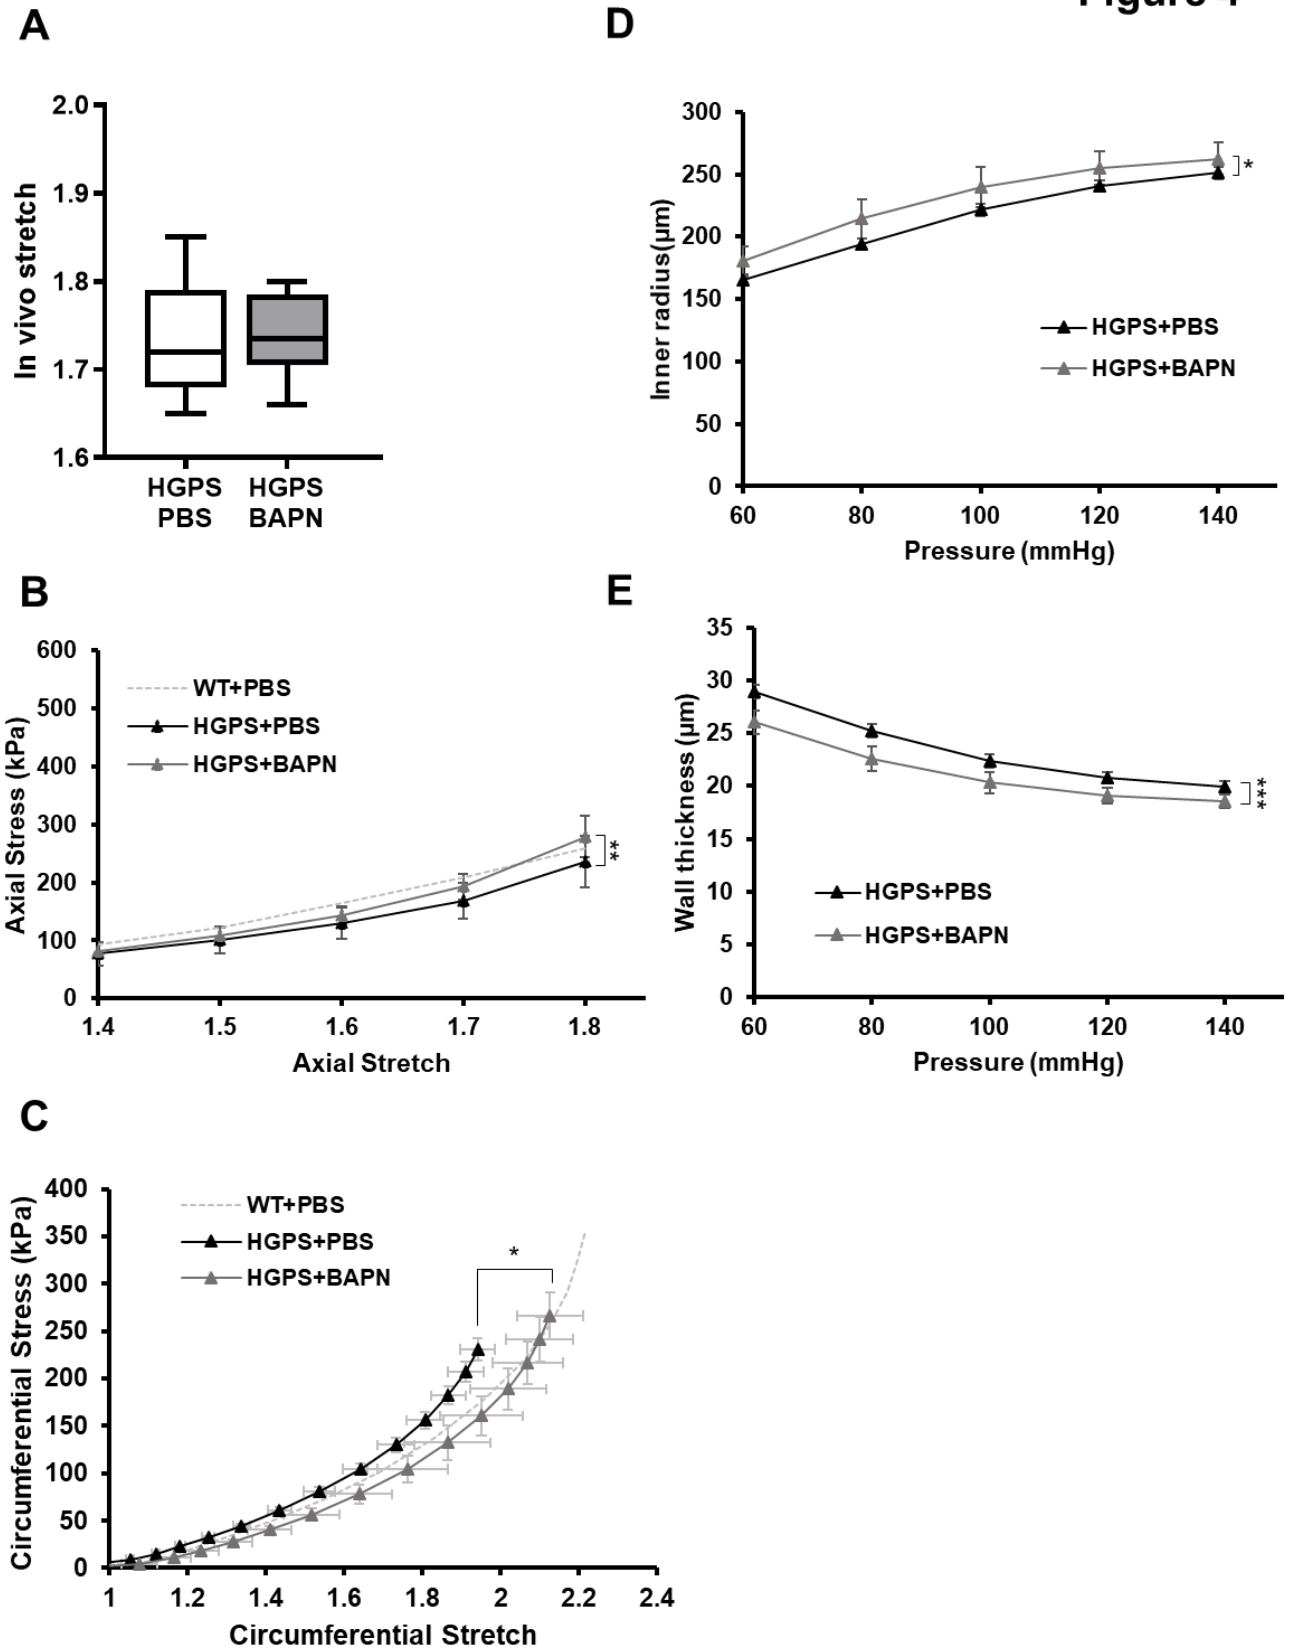 A
2.0
1.9
1.8
1.7
1.6
In vivo stretch
HGPS PBS
HGPS BAPN
B
600
500
400
300
200
100
0
Axial Stress (kPa)
WT+PBS
HGPS+PBS
HGPS+BAPN
**
1.4 1.5 1.6 1.7 1.8
Axial Stretch
C
400
350
300
250
200
150
100
50
0
Circumferential Stress (kPa)
WT+PBS
HGPS+PBS
HGPS+BAPN
*
1 1.2 1.4 1.6 1.8 2 2.2 2.4
Circumferential Stretch
D
300
250
200
150
100
50
0
Inner radius(µm)
*
HGPS+PBS
HGPS+BAPN
60 80 100 120 140
Pressure (mmHg)
E
35
30
25
20
15
10
5
0
Wall thickness (µm)
***
HGPS+PBS
HGPS+BAPN
60 80 100 120 140
Pressure (mmHg)